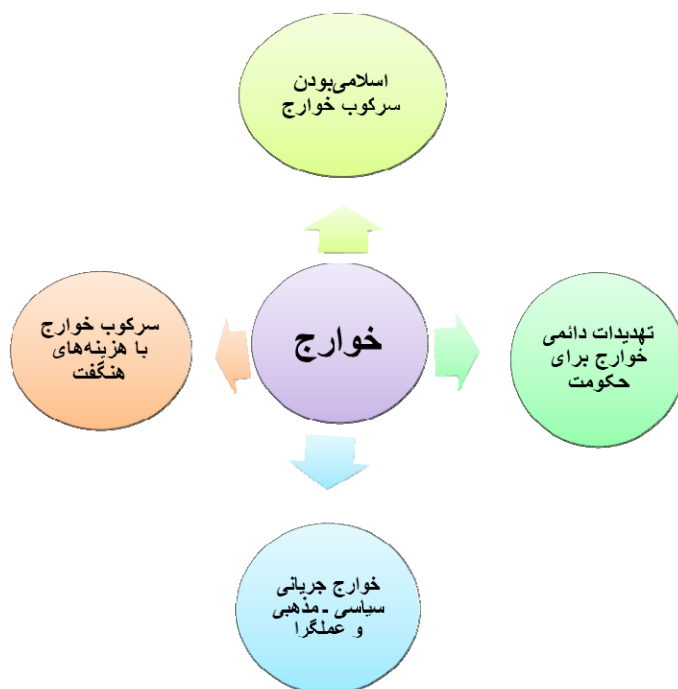 اسلامی‌بودن
سرکوب خوارج
خوارج
تهدیدات دائمی
خوارج برای
حکومت
سرکوب خوارج
با هزینه‌های
هنگفت
خوارج جریانی
سیاسی - مذهبی
و عملگرا